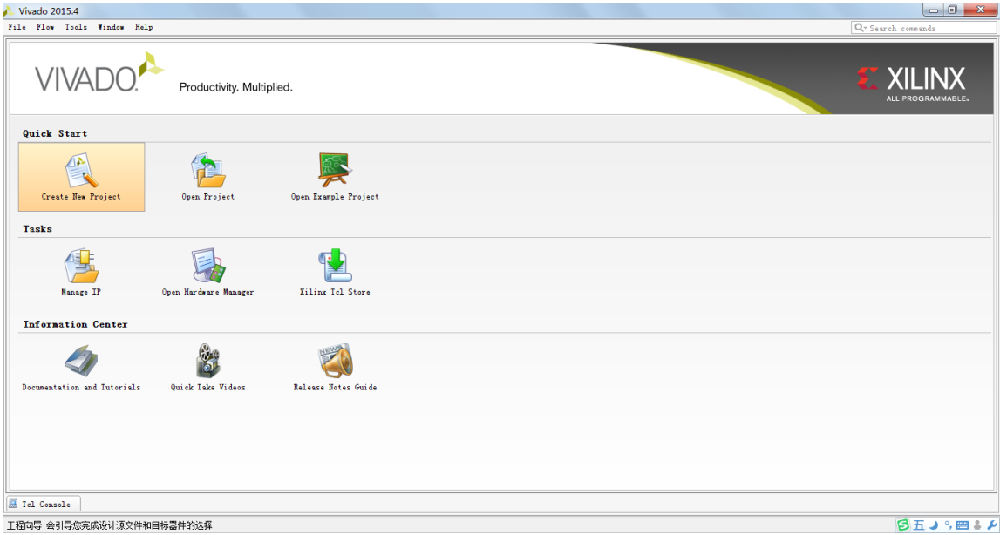 Vivado 2015.4
File Flow Tools Window Help
Search commands
VIVADO.
Productivity. Multiplied.
XILINX
ALL PROGRAMMABLE™
Quick Start
Create New Project
Open Project
Open Example Project
Tasks
Manage IP
Open Hardware Manager
Xilinx Tcl Store
Information Center
NEWS
Documentation and Tutorials
Quick Take Videos
Release Notes Guide
Tcl Console
工程向导 会引导您完成设计源文件和目标器件的选择
五